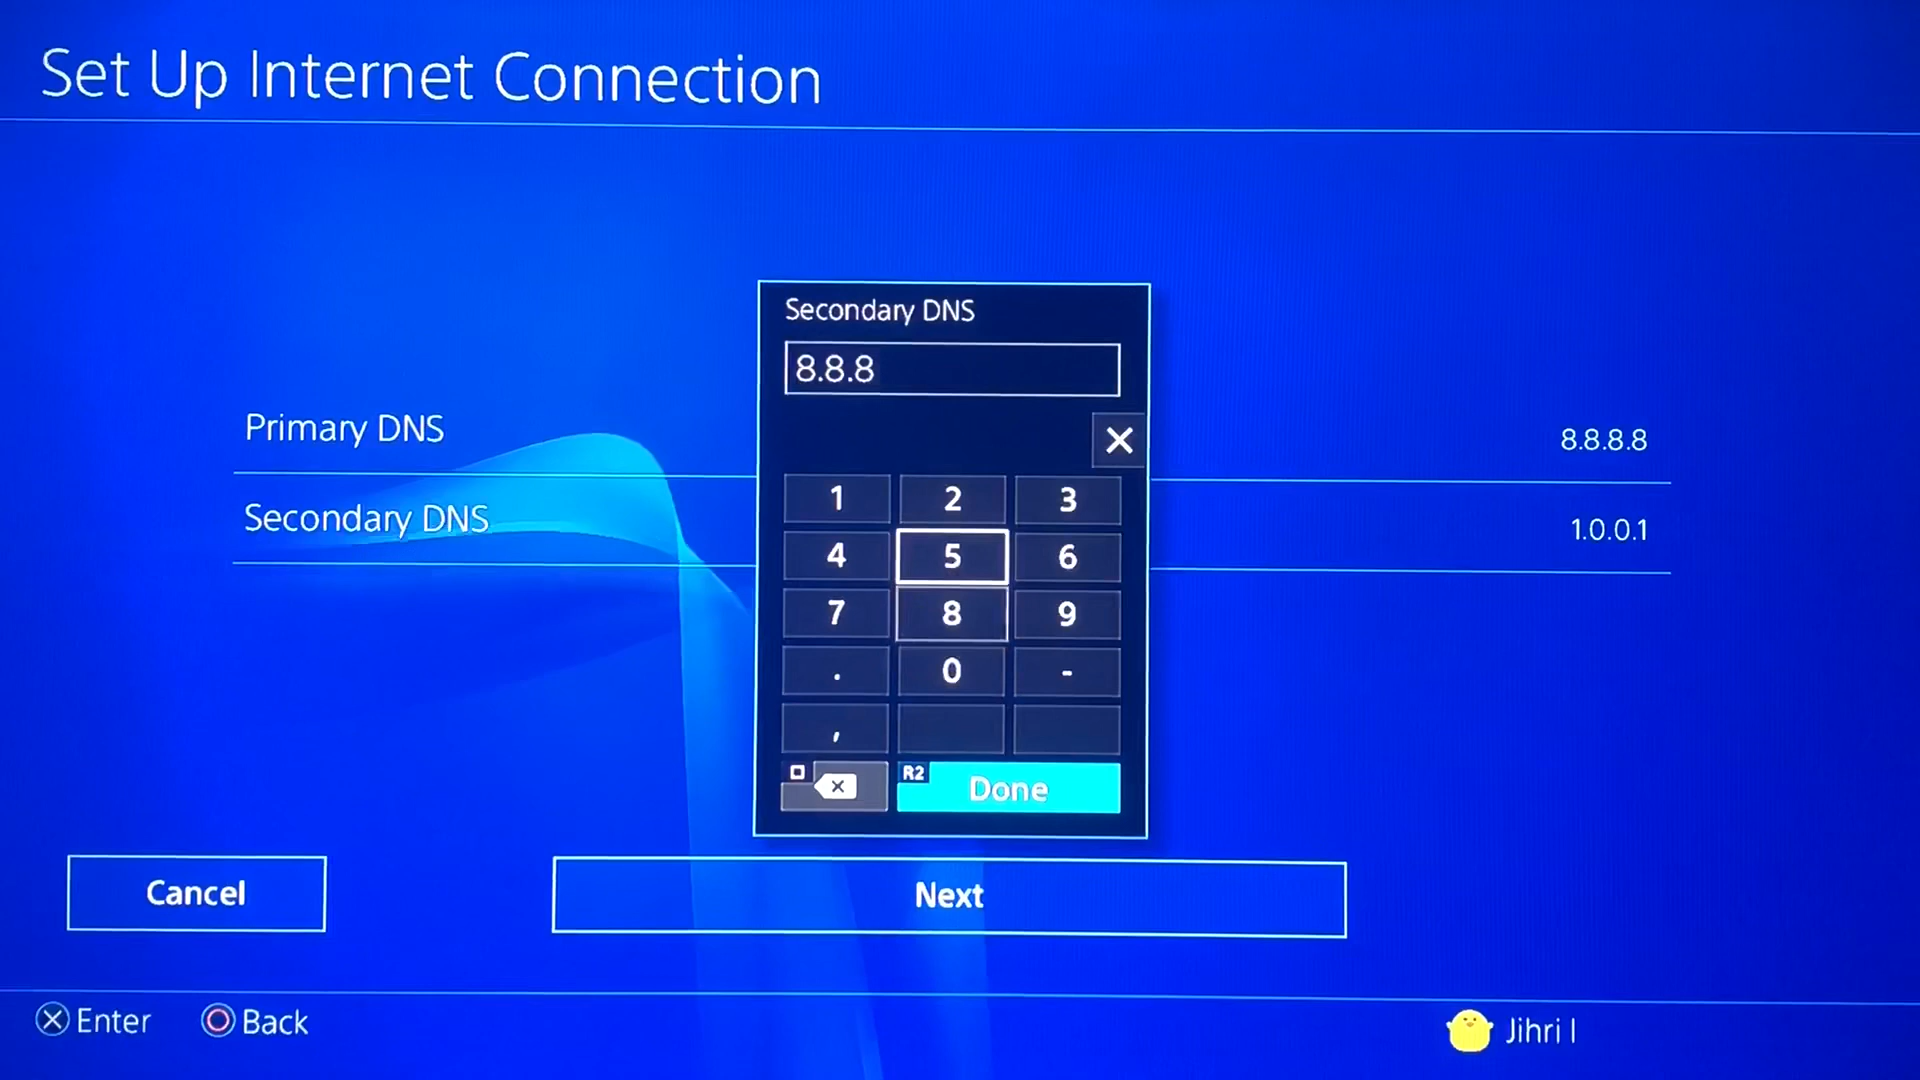 Set Up Internet Connection
Secondary DNS
8.8.8
Primary DNS
8.8.8.8
Secondary DNS
1.0.0.1
1 2 3
4 5 6
7 8 9
. 0 -
,
R2 Done
Cancel
Next
Enter Back
Jihri I